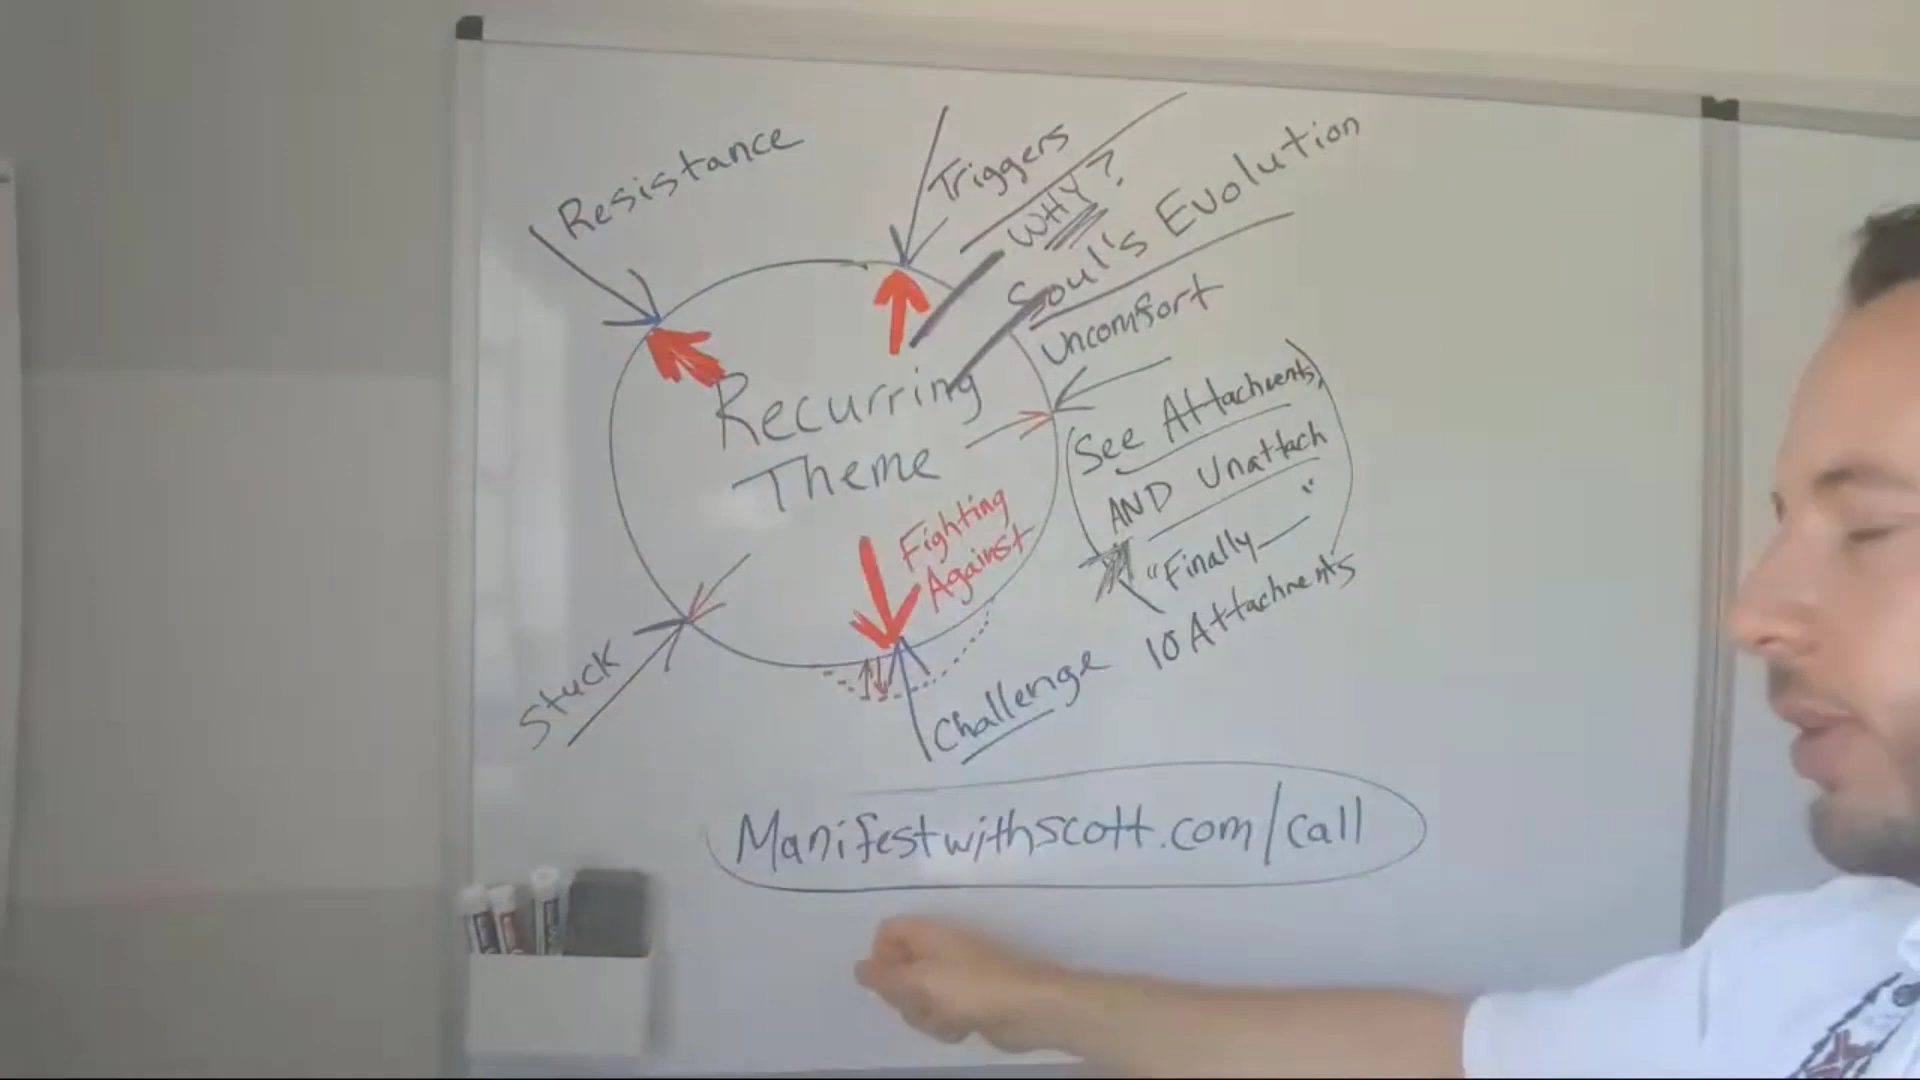 Resistance
Triggers
WHY?
Soul's Evolution
Uncomfort
Recurring
Theme
See Attachments,
AND Unattach
"Finally
"
10 Attachments
Fighting
Against
Stuck
Challenge
Manifestwithscott.com/call